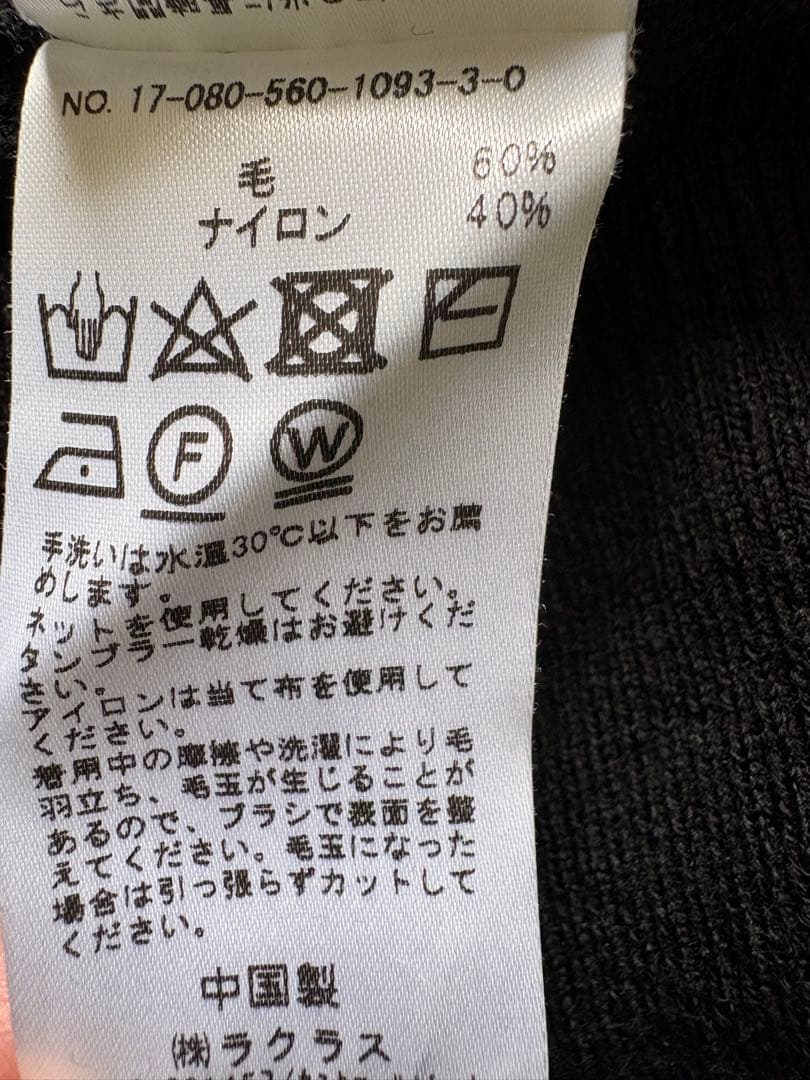 NO. 17-080-560-1093-3-0
毛 60%
ナイロン 40%
F
W
手洗いは水温30℃以下をお薦
めします。
ネットを使用してください。
タンブラー乾燥はお避けくだ
さい。
アイロンは当て布を使用して
ください。
着用中の摩擦や洗濯により毛
羽立ち、毛玉が生じることが
あるので、ブラシで表面を整
えてください。毛玉になった
場合は引っ張らずカットして
ください。
中国製
(株)ラクラス